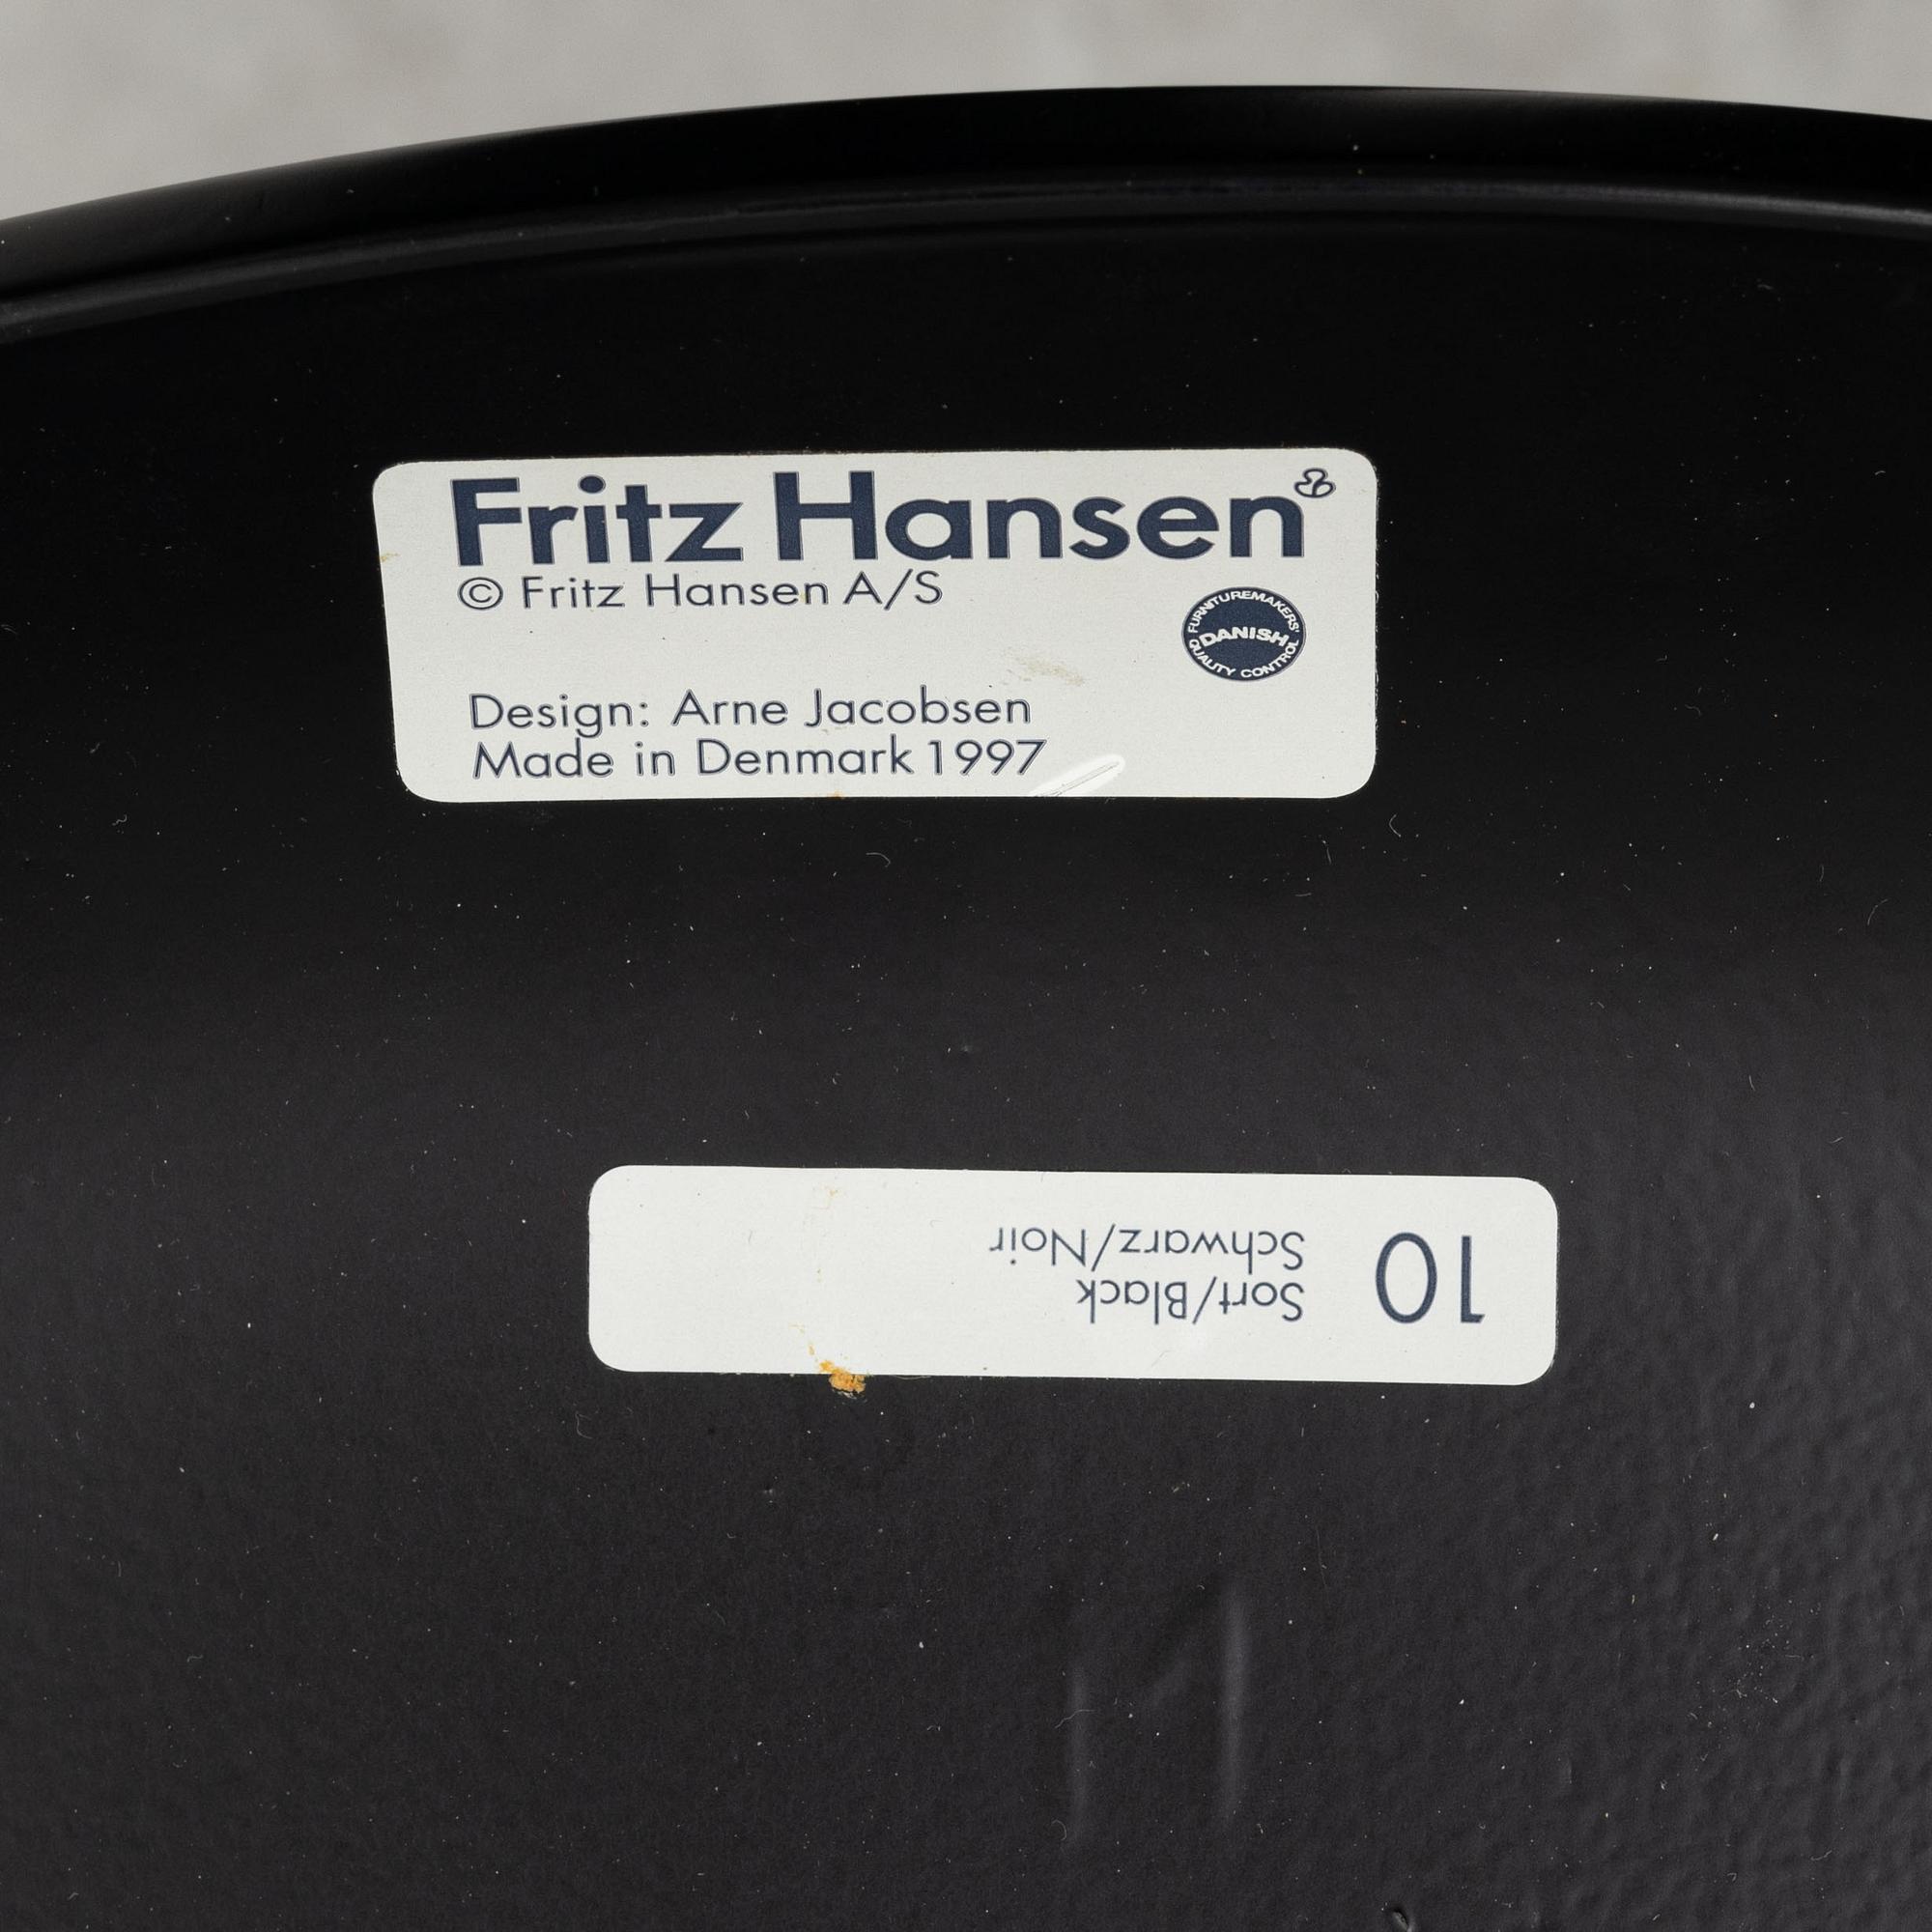 Fritz Hansen
© Fritz Hansen A/S
FURNITUREMAKERS'
DANISH
QUALITY CONTROL
Design: Arne Jacobsen
Made in Denmark 1997
10
Sort/Black
Schwarz/Noir